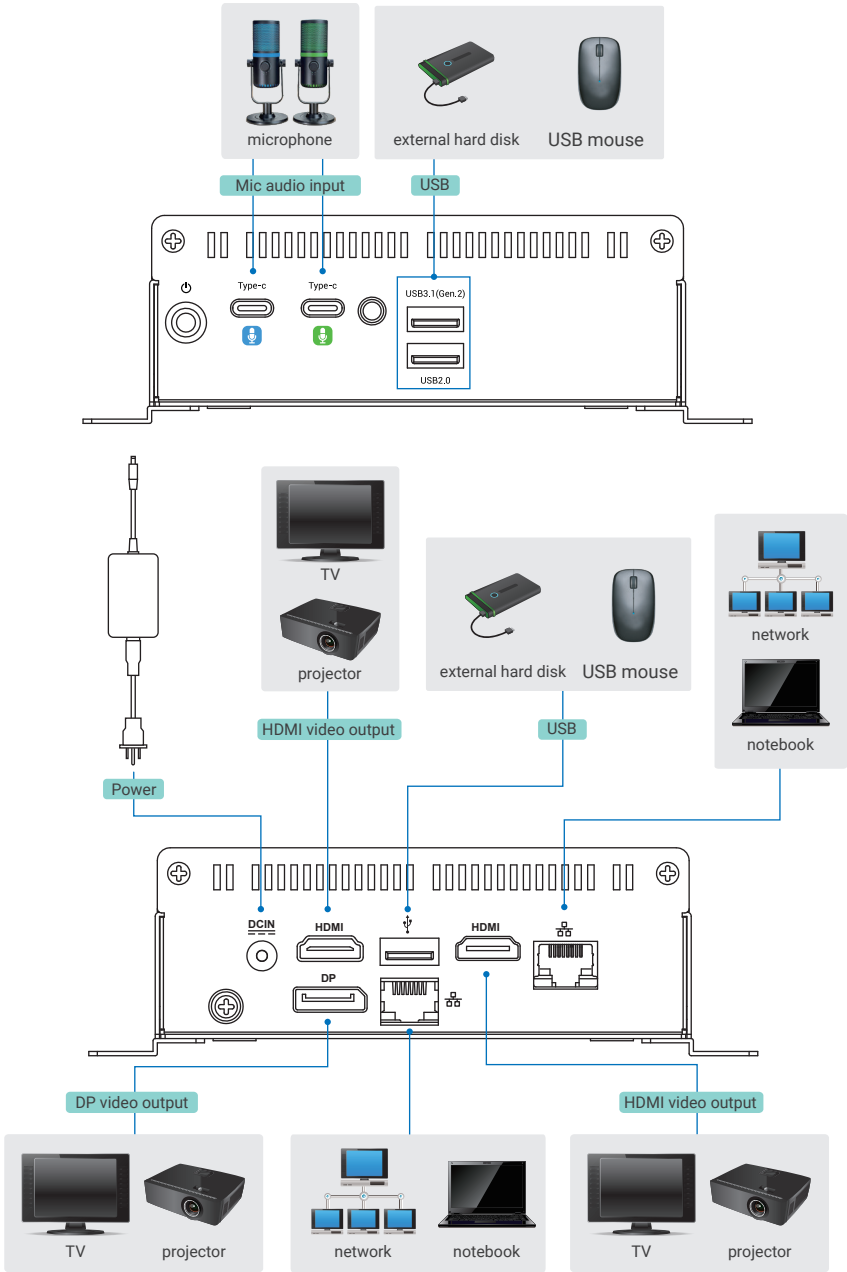 microphone
external hard disk
USB mouse
Mic audio input
USB
Type-c
Type-c
USB3.1(Gen.2)
USB2.0
TV
projector
external hard disk
USB mouse
network
notebook
HDMI video output
USB
Power
DCIN
HDMI
HDMI
DP
DP video output
HDMI video output
TV
projector
network
notebook
TV
projector